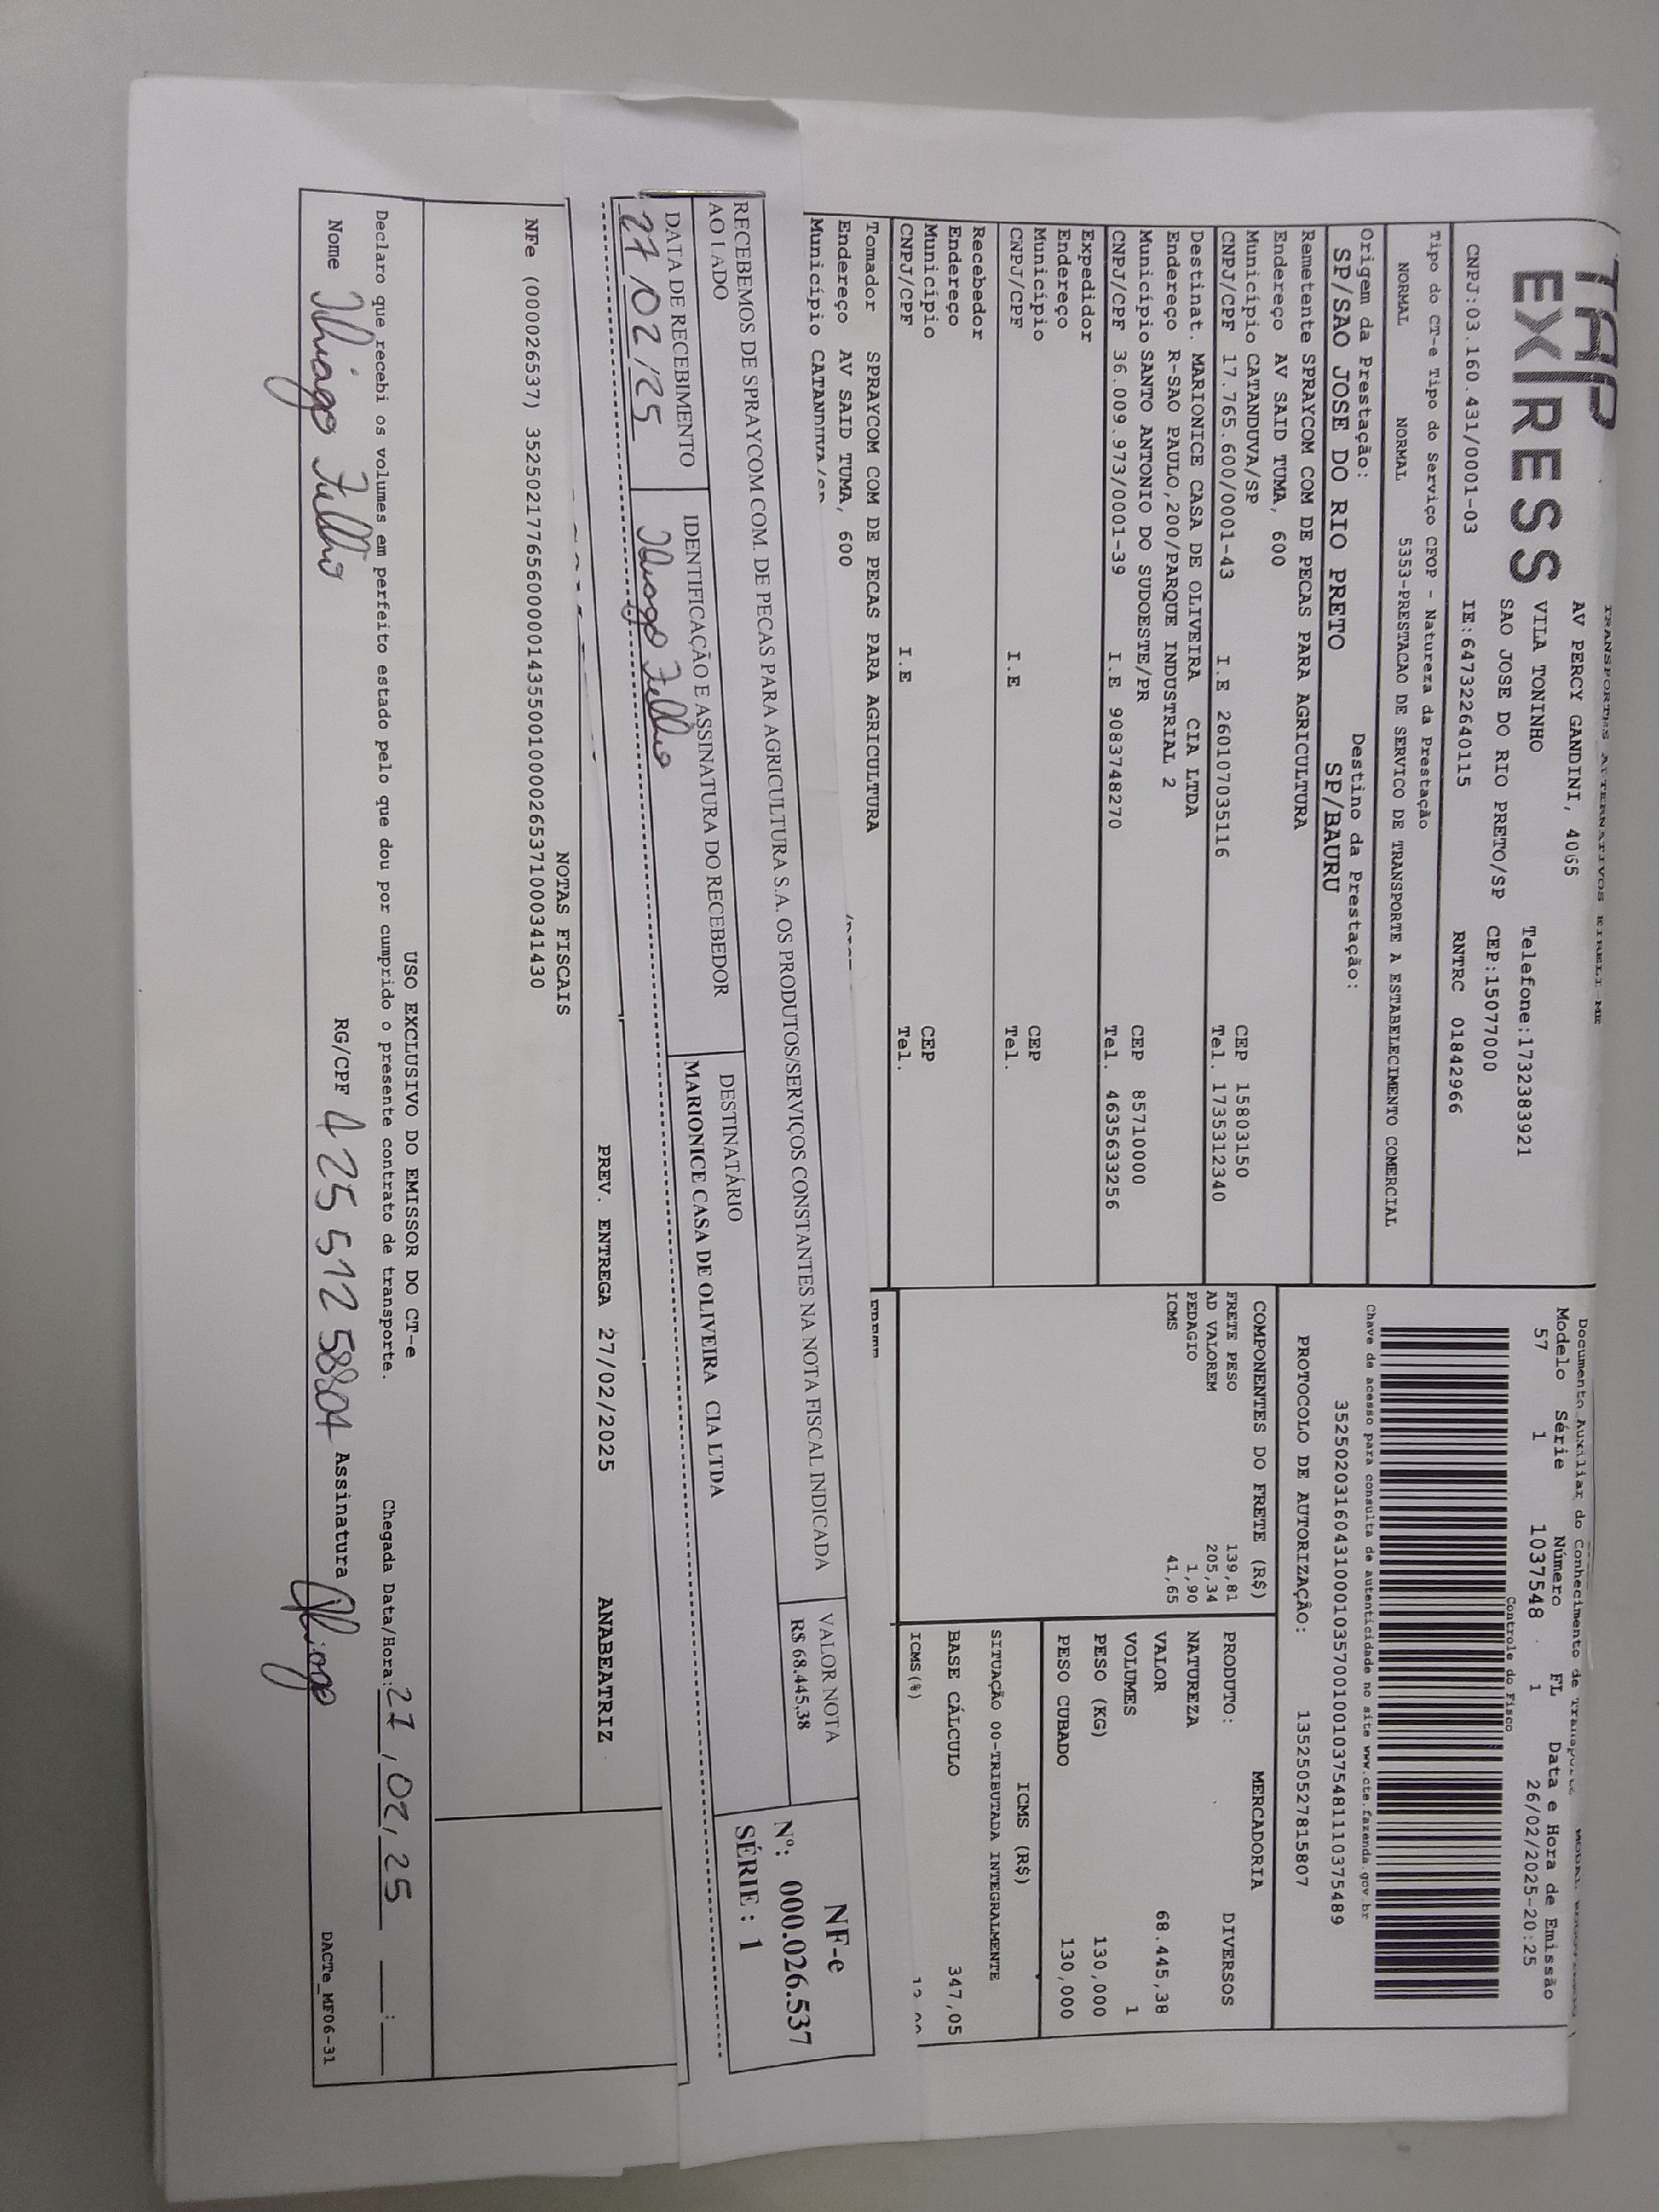 TRANSPORTES ALTERNATIVOS EIRELI ME
TAP EXPRESS
AV PERCY GANDINI, 4065
VILA TONINHO
Telefone:1732383921
SAO JOSE DO RIO PRETO/SP CEP:15077000
CNPJ:03.160.431/0001-03 IE:647322640115 RNTRC 01842966
Documento Auxiliar do Conhecimento de Transporte
Modelo Série Número FL Data e Hora de Emissão
57 1 1037548 1 26/02/2025-20:25
Controle do Fisco
Chave de acesso para consulta de autenticidade no site www.cte.fazenda.gov.br
35250203160431000103570010010375481110375489
PROTOCOLO DE AUTORIZAÇÃO: 135250527815807
Tipo do CT-e Tipo do Serviço CFOP - Natureza da Prestação
NORMAL NORMAL 5353-PRESTACAO DE SERVICO DE TRANSPORTE A ESTABELECIMENTO COMERCIAL
Origem da Prestação: Destino da Prestação:
SP/SAO JOSE DO RIO PRETO SP/BAURU
Remetente SPRAYCOM COM DE PECAS PARA AGRICULTURA
Endereço AV SAID TUMA, 600
Município CATANDUVA/SP CEP 15803150
CNPJ/CPF 17.765.600/0001-43 I.E 260107035116 Tel. 1735312340
Destinat. MARIONICE CASA DE OLIVEIRA CIA LTDA
Endereço R-SAO PAULO,200/PARQUE INDUSTRIAL 2
Município SANTO ANTONIO DO SUDOESTE/PR CEP 85710000
CNPJ/CPF 36.009.973/0001-39 I.E 9083748270 Tel. 4635633256
Expedidor
Endereço
Município CEP
CNPJ/CPF I.E Tel.
Recebedor
Endereço
Município CEP
CNPJ/CPF I.E Tel.
Tomador SPRAYCOM COM DE PECAS PARA AGRICULTURA
Endereço AV SAID TUMA, 600
Município CATANDUVA/SP
COMPONENTES DO FRETE (R$)
FRETE PESO 139,81
AD VALOREM 205,34
PEDAGIO 1,90
ICMS 41,65
MERCADORIA
PRODUTO: DIVERSOS
NATUREZA
VALOR 68.445,38
VOLUMES 1
PESO (KG) 130,000
PESO CUBADO 130,000
ICMS (R$)
SITUAÇÃO 00-TRIBUTADA INTEGRALMENTE
BASE CÁLCULO 347,05
ICMS(%) 12,00
RECEBEMOS DE SPRAYCOM COM. DE PECAS PARA AGRICULTURA S.A. OS PRODUTOS/SERVIÇOS CONSTANTES NA NOTA FISCAL INDICADA
AO LADO
VALOR NOTA
R$ 68.445,38
NF-e
Nº: 000.026.537
SÉRIE : 1
DATA DE RECEBIMENTO IDENTIFICAÇÃO E ASSINATURA DO RECEBEDOR DESTINATÁRIO
27/02/25 Thiago Fellio MARIONICE CASA DE OLIVEIRA CIA LTDA
PREV. ENTREGA 27/02/2025 ANABEATRIZ
NOTAS FISCAIS
NFe (000026537) 35250217765600000143550010000265371000341430
USO EXCLUSIVO DO EMISSOR DO CT-e
Declaro que recebi os volumes em perfeito estado pelo que dou por cumprido o presente contrato de transporte. Chegada Data/Hora: 27,02,25 __:__
Nome Thiago Fellio RG/CPF 42551258804 Assinatura Thiago
DACTe_MF06-31